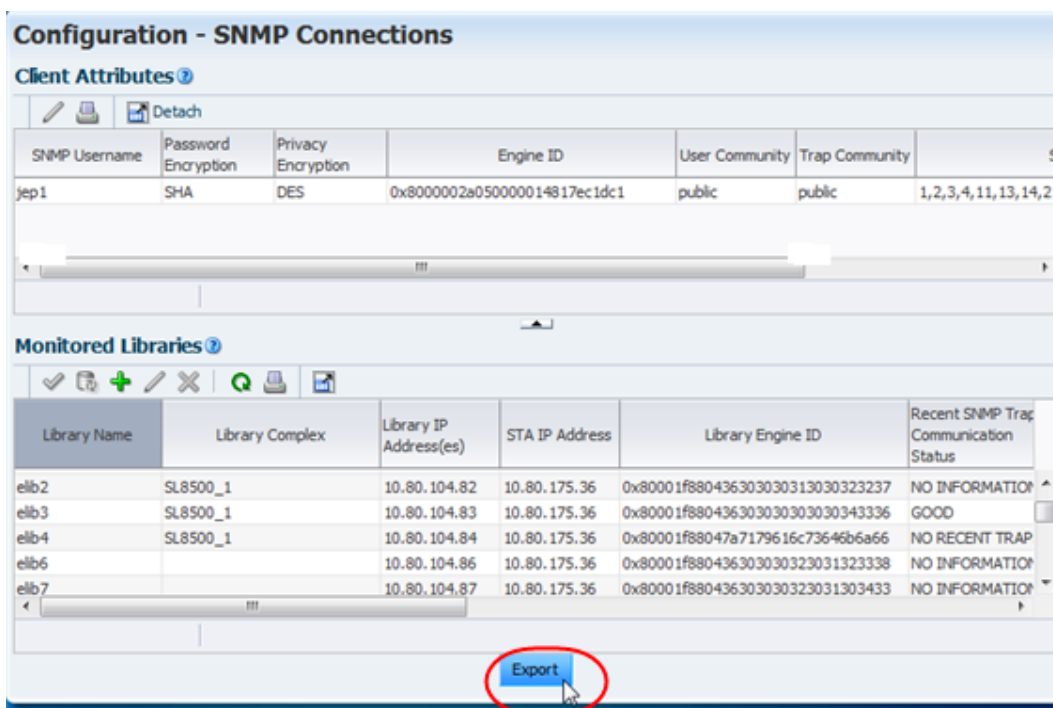 Configuration - SNMP Connections
Client Attributes
Detach
SNMP Username Password Encryption Privacy Encryption Engine ID User Community Trap Community
jep1 SHA DES 0x8000002a050000014817ec1dc1 public public 1,2,3,4,11,13,14,2
Monitored Libraries
Library Name Library Complex Library IP Address(es) STA IP Address Library Engine ID Recent SNMP Trap Communication Status
elib2 SL8500_1 10.80.104.82 10.80.175.36 0x80001f8804363030303130303237 NO INFORMATION
elib3 SL8500_1 10.80.104.83 10.80.175.36 0x80001f8804363030303030343336 GOOD
elib4 SL8500_1 10.80.104.84 10.80.175.36 0x80001f88047a7179616c73646b6a66 NO RECENT TRAP
elib6 10.80.104.86 10.80.175.36 0x80001f8804363030303230313233338 NO INFORMATION
elib7 10.80.104.87 10.80.175.36 0x80001f8804363030303230313303433 NO INFORMATION
Export